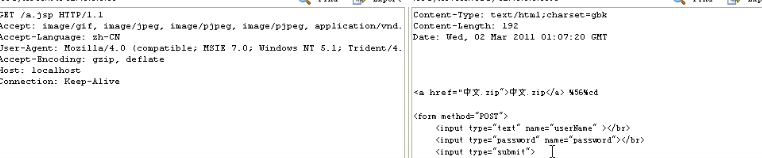 GET /a.jsp HTTP/1.1
Accept: image/gif, image/jpeg, image/pjpeg, image/pjpeg, application/vnd.
Accept-Language: zh-CN
User-Agent: Mozilla/4.0 (compatible; MSIE 7.0; Windows NT 5.1; Trident/4.
Accept-Encoding: gzip, deflate
Host: localhost
Connection: Keep-Alive
Content-Type: text/html;charset=gbk
Content-Length: 192
Date: Wed, 02 Mar 2011 01:07:20 GMT
<a href="中文.zip">中文.zip</a> %56%cd
<form method="POST">
<input type="text" name="userName" ></br>
<input type="password" name="password"></br>
<input type="submit">